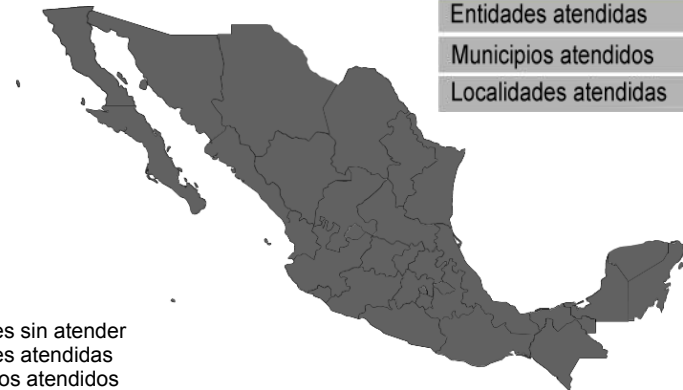 Entidades atendidas
Municipios atendidos
Localidades atendidas
es sin atender
es atendidas
os atendidos